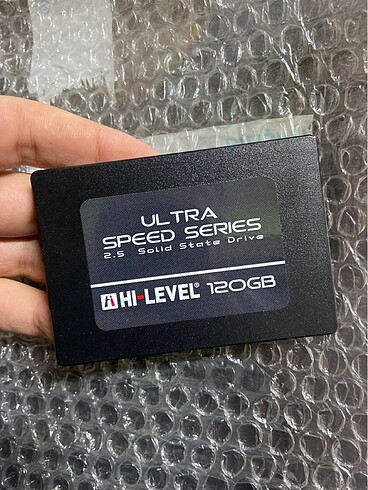 ULTRA
SPEED SERIES
2.5 Solid State Drive
HI-LEVEL® 120GB